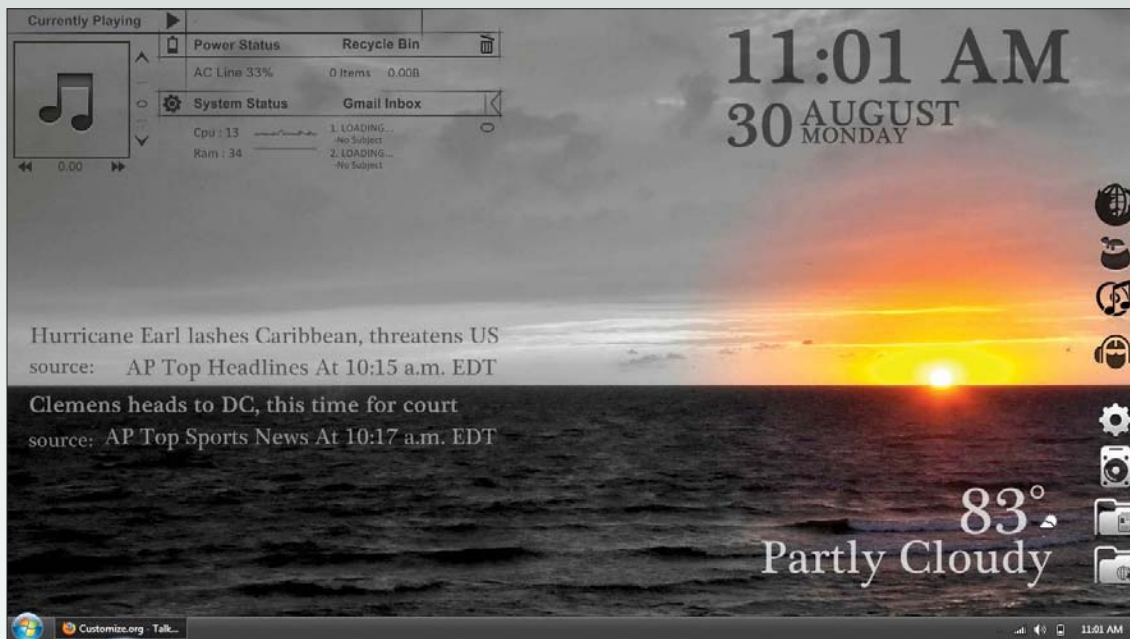 Currently Playing
Power Status Recycle Bin
AC Line 33% 0 Items 0.00B
System Status Gmail Inbox
Cpu : 13 1. LOADING...
-No Subject
Ram : 34 2. LOADING...
-No Subject
0.00
11:01 AM
30 AUGUST
MONDAY
Hurricane Earl lashes Caribbean, threatens US
source: AP Top Headlines At 10:15 a.m. EDT
Clemens heads to DC, this time for court
source: AP Top Sports News At 10:17 a.m. EDT
83°
Partly Cloudy
Customize.org - Talk...
11:01 AM